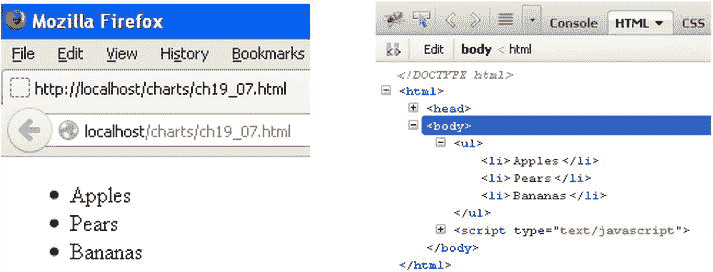 Mozilla Firefox
File Edit View History Bookmarks
http://localhost/charts/ch19_07.html
localhost/charts/ch19_07.html
Apples
Pears
Bananas
Console HTML CSS
Edit body < html
<!DOCTYPE html>
<html>
<head>
<body>
<ul>
<li>Apples</li>
<li>Pears</li>
<li>Bananas</li>
</ul>
<script type="text/javascript">
</body>
</html>